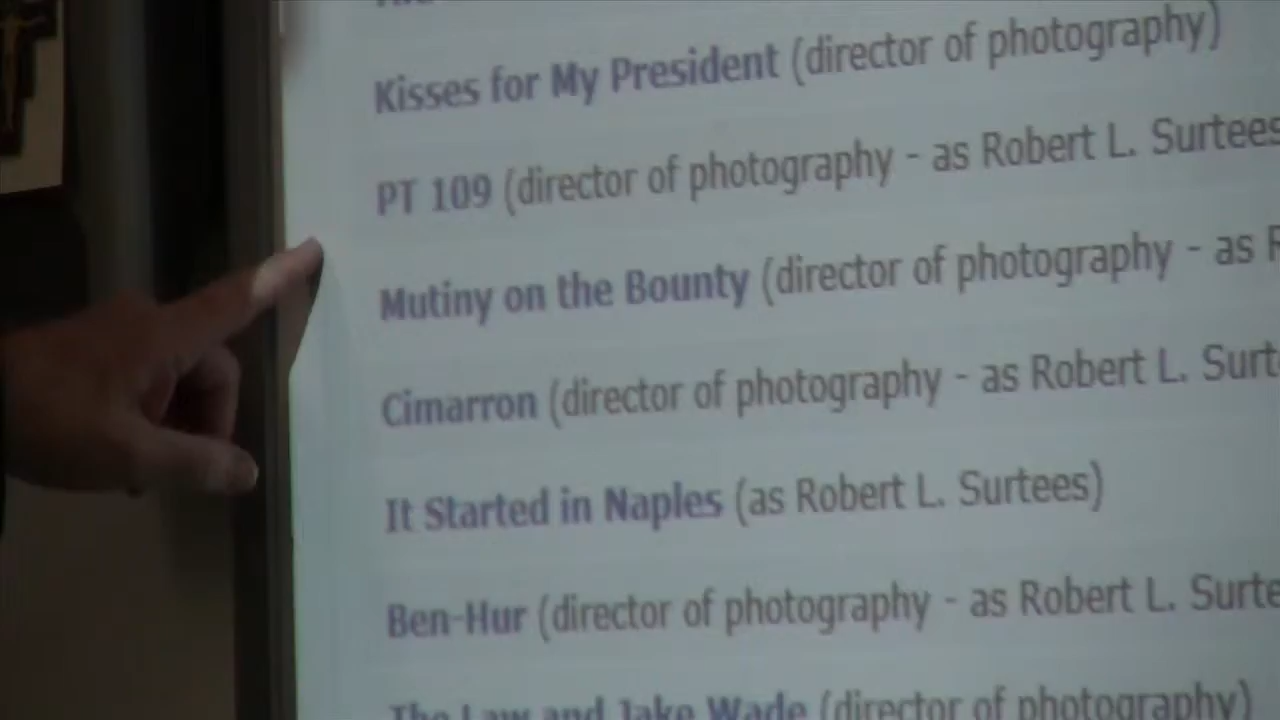 Kisses for My President (director of photography)
PT 109 (director of photography - as Robert L. Surtees
Mutiny on the Bounty (director of photography - as
Cimarron (director of photography - as Robert L. Surt
It Started in Naples (as Robert L. Surtees)
Ben-Hur (director of photography - as Robert L. Surte
The Law and Jake Wade (director of photography)